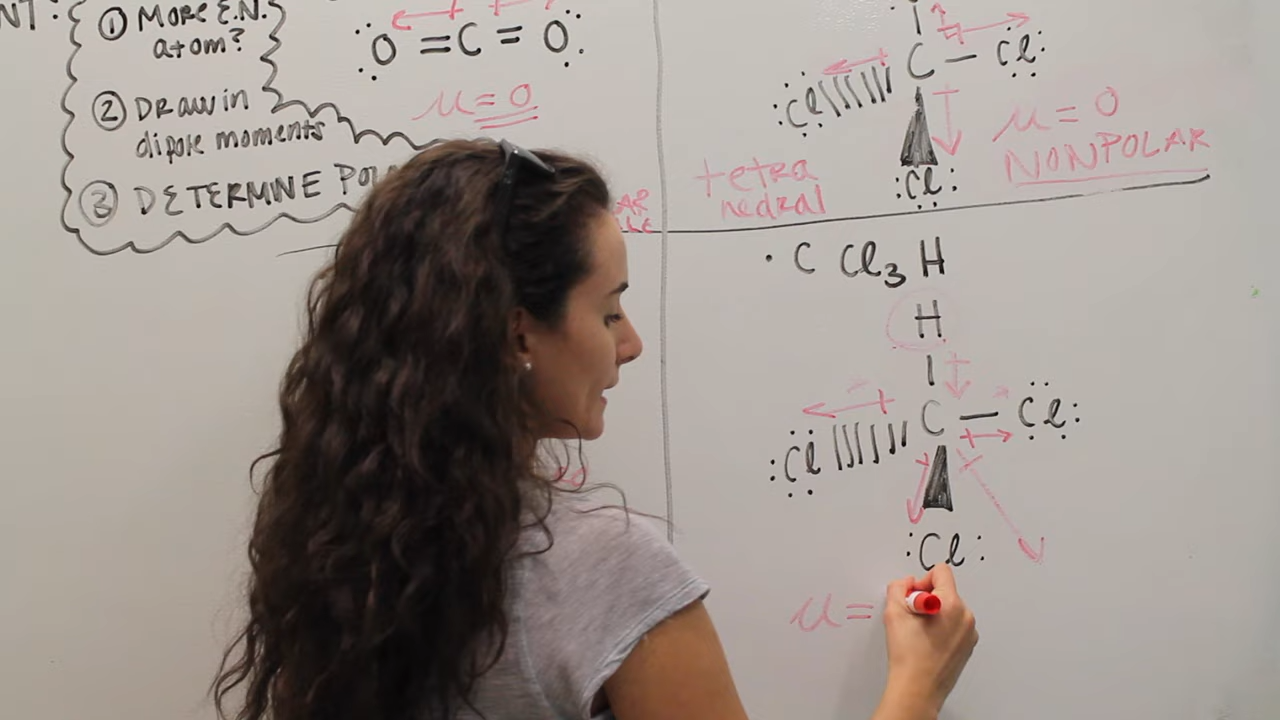 NT:
① MORE E.N.
atom?
② DRAW in
dipole moments
③ DETERMINE
O = C = O
μ = 0
C — Cl
Cl
Cl
μ = 0
NONPOLAR
tetra
hedral
· C Cl3 H
H
C — Cl
Cl
Cl
μ =